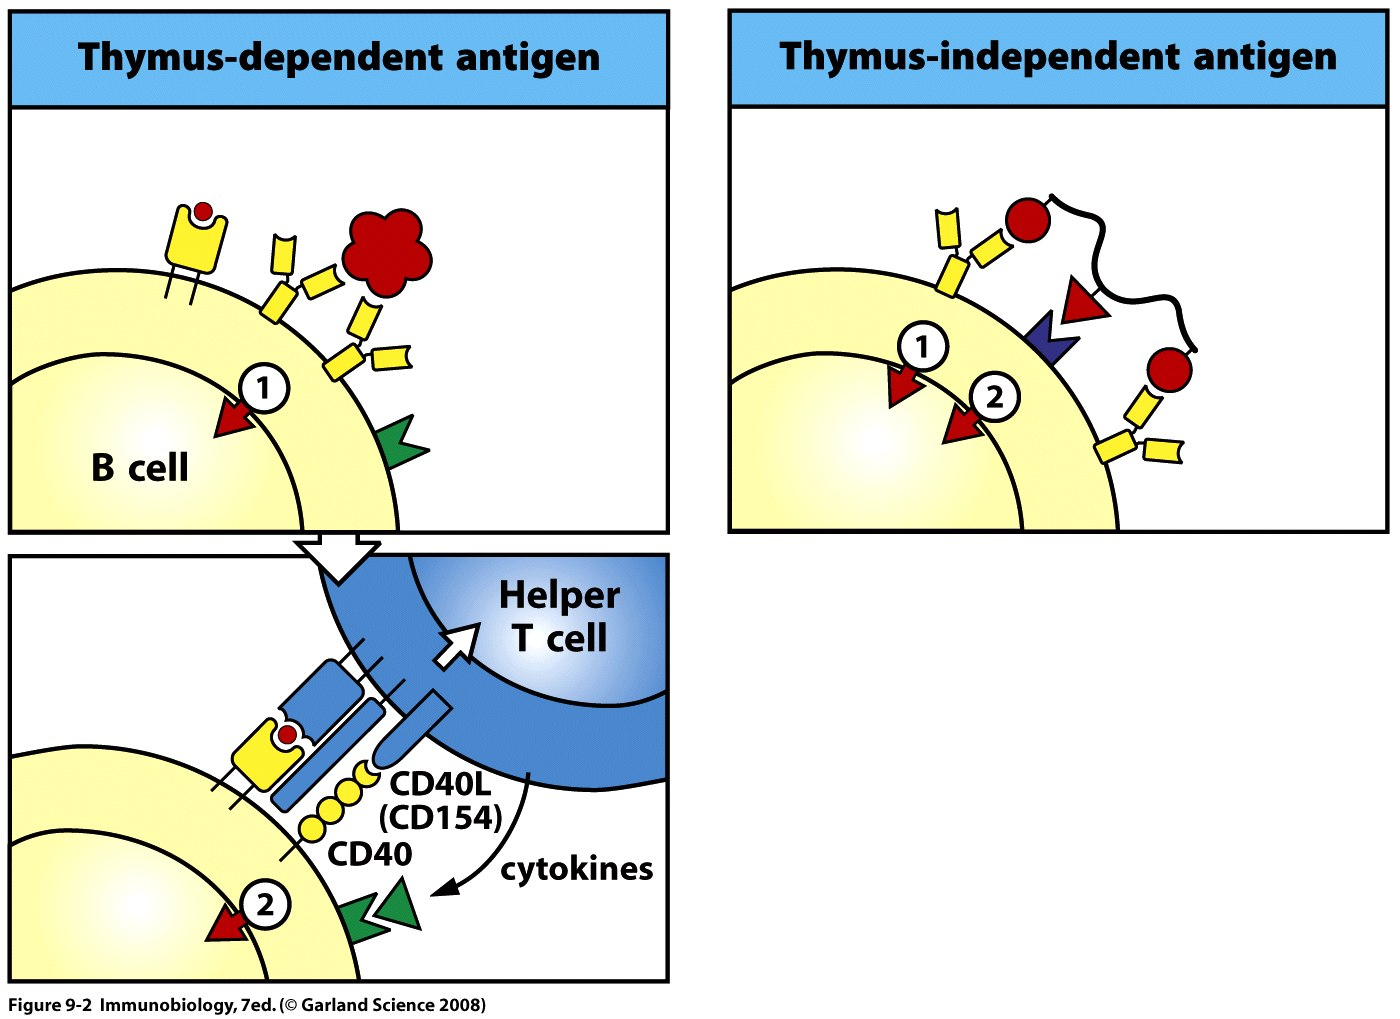 Thymus-dependent antigen
1
B cell
Thymus-independent antigen
1
2
Helper
T cell
CD40L
(CD154)
CD40
cytokines
2
Figure 9-2 Immunobiology, 7ed. (© Garland Science 2008)